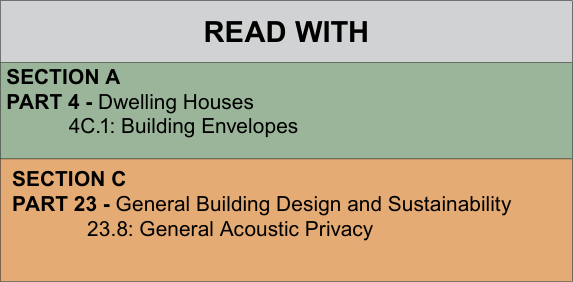 READ WITH
SECTION A
PART 4 - Dwelling Houses
4C.1: Building Envelopes
SECTION C
PART 23 - General Building Design and Sustainability
23.8: General Acoustic Privacy